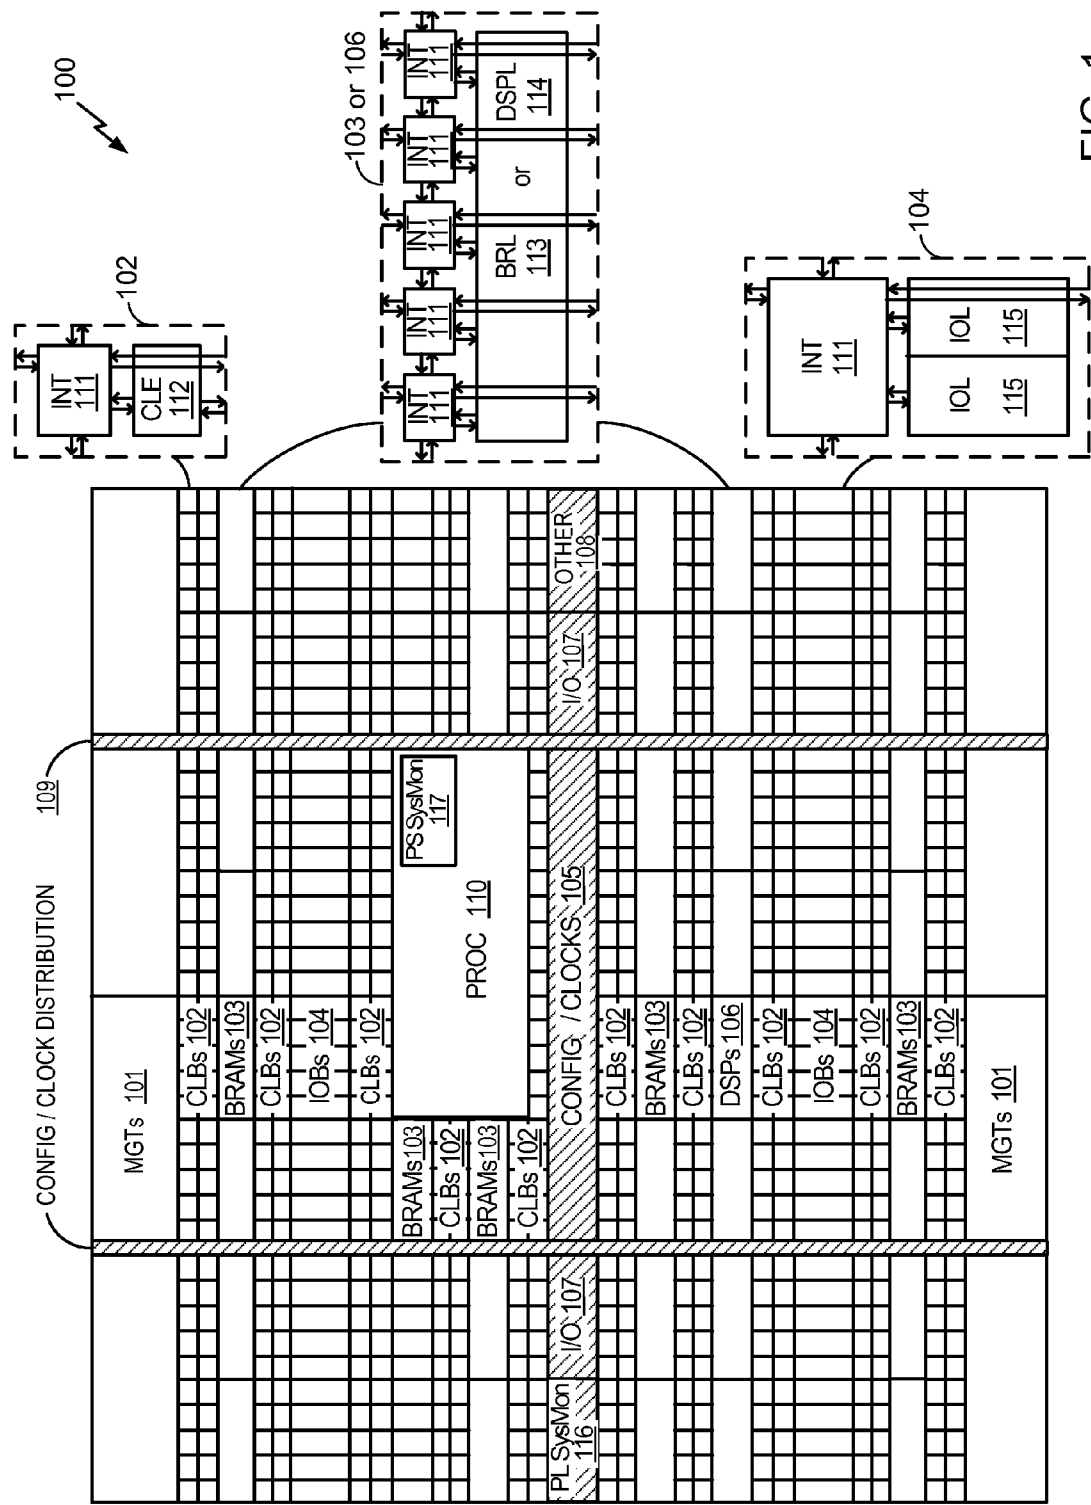 CONFIG / CLOCK DISTRIBUTION
109
100
MGTs 101
CLBs 102
BRAMs 103
CLBs 102
IOBs 104
CLBs 102
BRAMs 103
CLBs 102
BRAMs 103
CLBs 102
PROC 110
PS SysMon
117
PL SysMon
116
I/O 107
CONFIG / CLOCKS 105
I/O 107
OTHER
108
CLBs 102
BRAMs 103
CLBs 102
DSPs 106
CLBs 102
IOBs 104
CLBs 102
BRAMs 103
CLBs 102
MGTs 101
INT
111
CLE
112
102
103 or 106
INT
111
INT
111
INT
111
INT
111
INT
111
BRL
113
or
DSPL
114
104
INT
111
IOL
115
IOL
115
FIG. 1